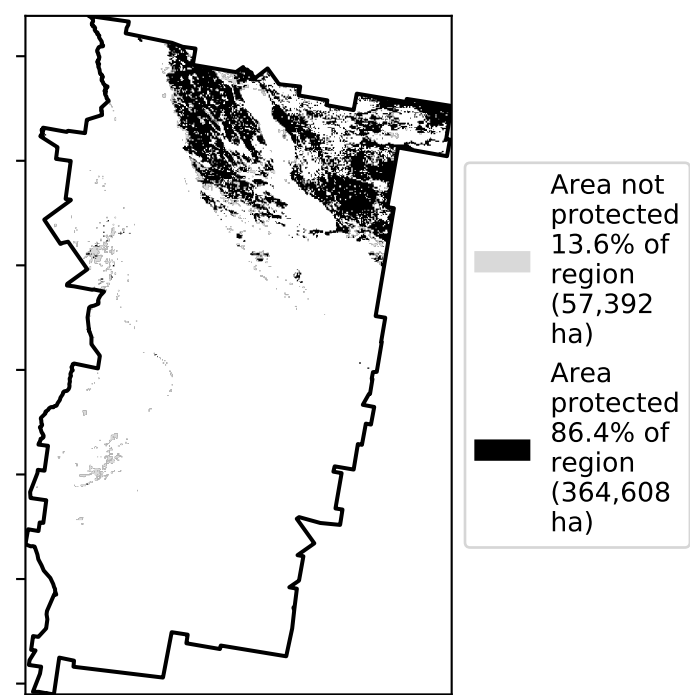 Area not
protected
13.6% of
region
(57,392
ha)
Area
protected
86.4% of
region
(364,608
ha)